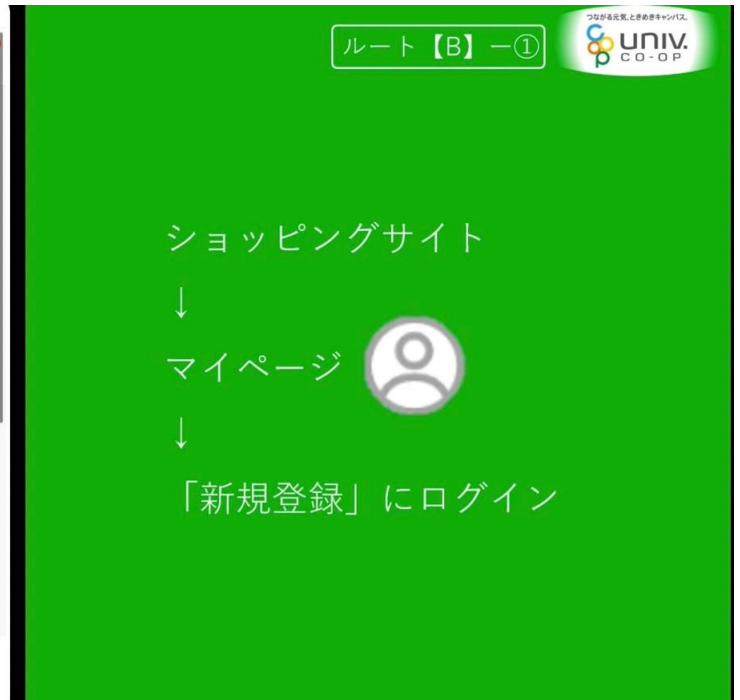 つながる元気、ときめきキャンパス。
ルート【B】－①
UNIV.
CO-OP
ショッピングサイト
↓
マイページ
↓
「新規登録」にログイン